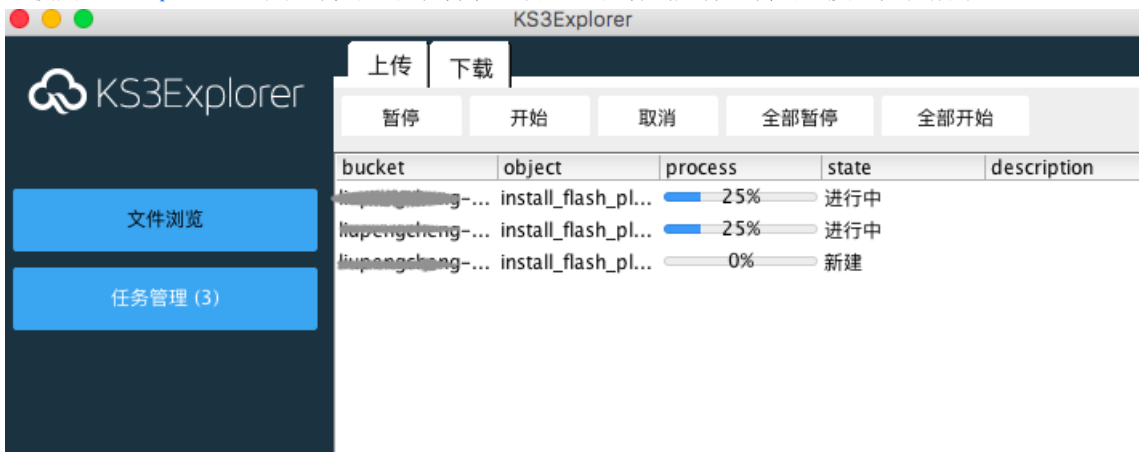 KS3Explorer
KS3Explorer
上传 下载
暂停 开始 取消 全部暂停 全部开始
bucket object process state description
g-... install_flash_pl... 25% 进行中
-... install_flash_pl... 25% 进行中
-... install_flash_pl... 0% 新建
文件浏览
任务管理 (3)